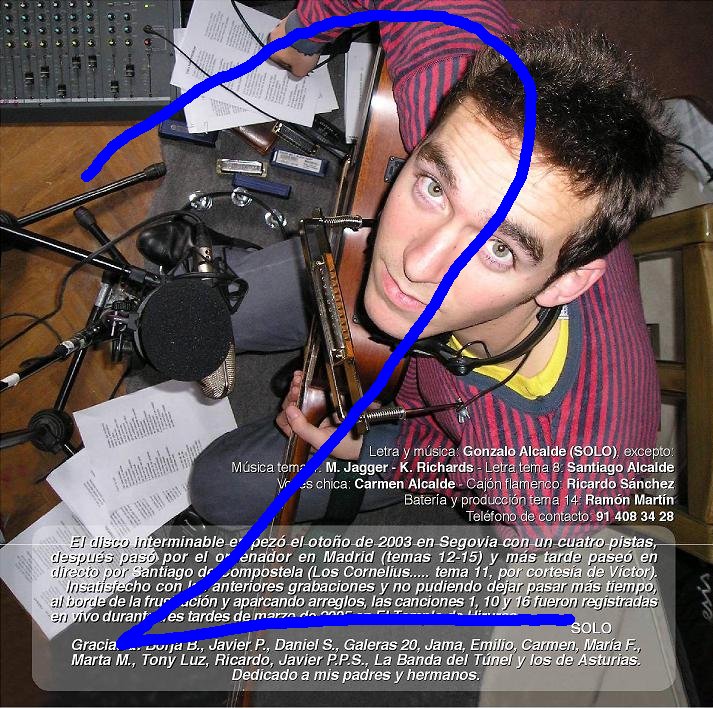 Letra y música: Gonzalo Alcalde (SOLO), excepto:
Música tema : M. Jagger - K. Richards - Letra tema 8: Santiago Alcalde
chica: Carmen Alcalde - Cajón flamenco: Ricardo Sánchez
Batería y producción tema 14: Ramón Martín
Teléfono de contacto: 91 408 34 28
El disco interminable empezó el otoño de 2003 en Segovia con un cuatro pistas,
después pasó por el ordenador en Madrid (temas 12-15) y más tarde paseó en
directo por Santiago de Compostela (Los Cornelius..... tema 11, por cortesía de Víctor).
Insatisfecho con las anteriores grabaciones y no pudiendo dejar pasar más tiempo,
al borde de la frustración y aparcando arreglos, las canciones 1, 10 y 16 fueron registradas
en vivo durante tres tardes de marzo de
SOLO
Gracias a: Borja B., Javier P., Daniel S., Galeras 20, Jama, Emilio, Carmen, María F.,
Marta M., Tony Luz, Ricardo, Javier P.P.S., La Banda del Túnel y los de Asturias.
Dedicado a mis padres y hermanos.